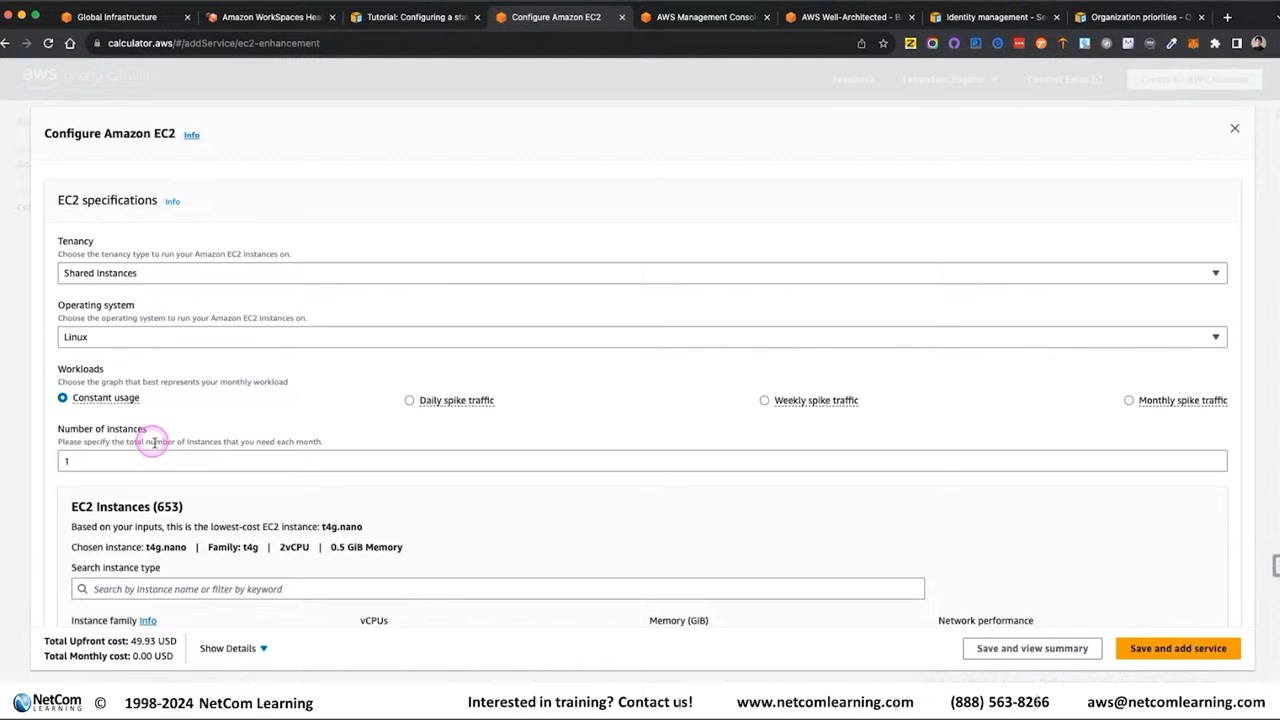 Global Infrastructure
Amazon WorkSpaces Hea
Tutorial: Configuring a sta
Configure Amazon EC2
AWS Management Consol
AWS Well-Architected - B
Identity management - Se
Organization priorities - O
calculator.aws/#/addService/ec2-enhancement
aws
Language: English
Contact Sales
Configure Amazon EC2 Info
EC2 specifications Info
Tenancy
Choose the tenancy type to run your Amazon EC2 Instances on.
Shared Instances
Operating system
Choose the operating system to run your Amazon EC2 Instances on.
Linux
Workloads
Choose the graph that best represents your monthly workload
Constant usage
Daily spike traffic
Weekly spike traffic
Monthly spike traffic
Number of instances
Please specify the total number of Instances that you need each month.
1
EC2 Instances (653)
Based on your inputs, this is the lowest-cost EC2 instance: t4g.nano
Chosen instance: t4g.nano | Family: t4g | 2vCPU | 0.5 GiB Memory
Search instance type
Search by instance name or filter by keyword
Instance family Info
vCPUs
Memory (GiB)
Network performance
Total Upfront cost: 49.93 USD
Total Monthly cost: 0.00 USD
Show Details
Save and view summary
Save and add service
NetCom LEARNING © 1998-2024 NetCom Learning Interested in training? Contact us! www.netcomlearning.com (888) 563-8266 aws@netcomlearning.com